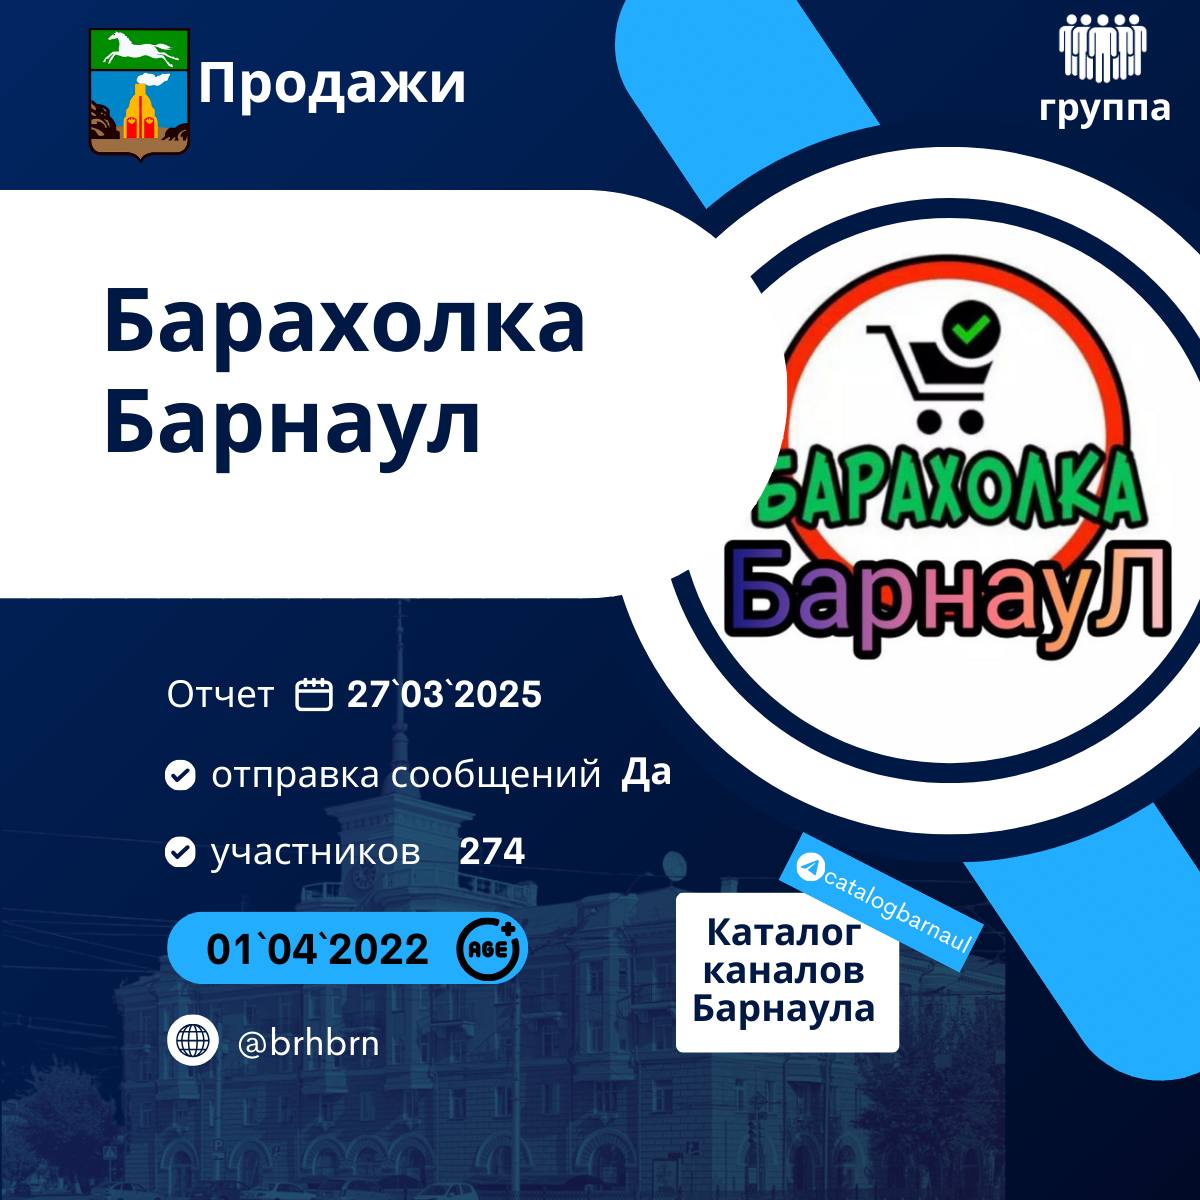 Продажи
группа
Барахолка
Барнаул
БАРАХОЛКА
БарнауЛ
Отчет 27`03`2025
отправка сообщений Да
участников 274
01`04`2022 AGE+
@brhbrn
catalogbarnaul
Каталог
каналов
Барнаула